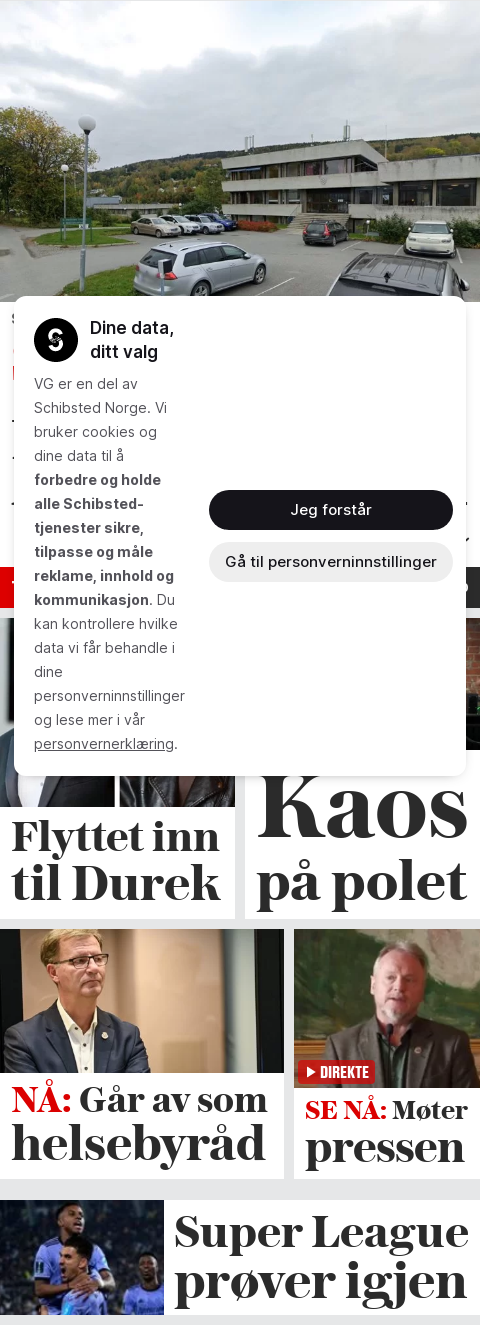 Dine data,
ditt valg
VG er en del av
Schibsted Norge. Vi
bruker cookies og
dine data til å
forbedre og holde
alle Schibsted-
tjenester sikre,
tilpasse og måle
reklame, innhold og
kommunikasjon. Du
kan kontrollere hvilke
data vi får behandle i
dine
personverninnstillinger
og lese mer i vår
personvernerklæring.
Jeg forstår
Gå til personverninnstillinger
Flyttet inn
til Durek
Kaos
på polet
NÅ: Går av som
helsebyråd
DIREKTE
SE NÅ: Møter
pressen
Super League
prøver igjen